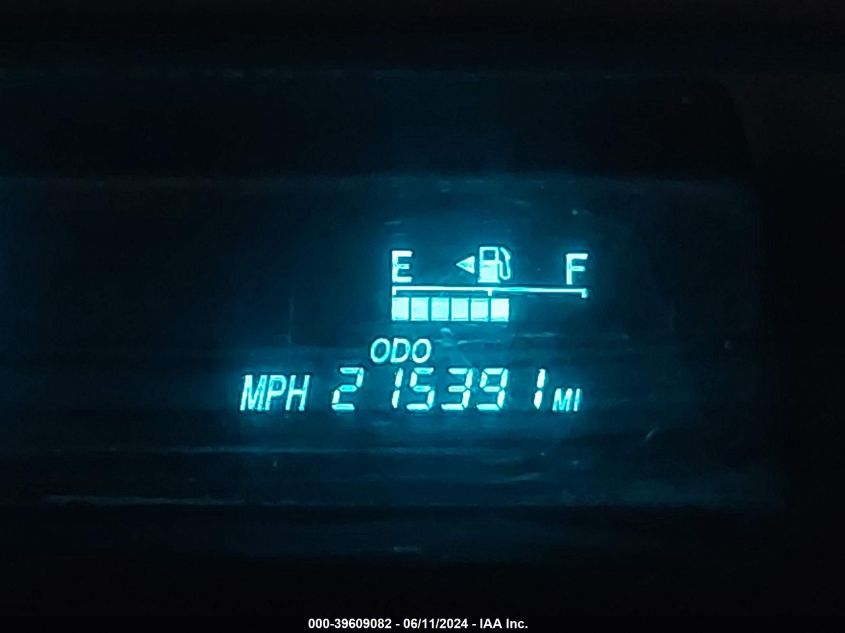 E F
ODO
MPH 215391 MI
000-39609082 - 06/11/2024 - IAA Inc.